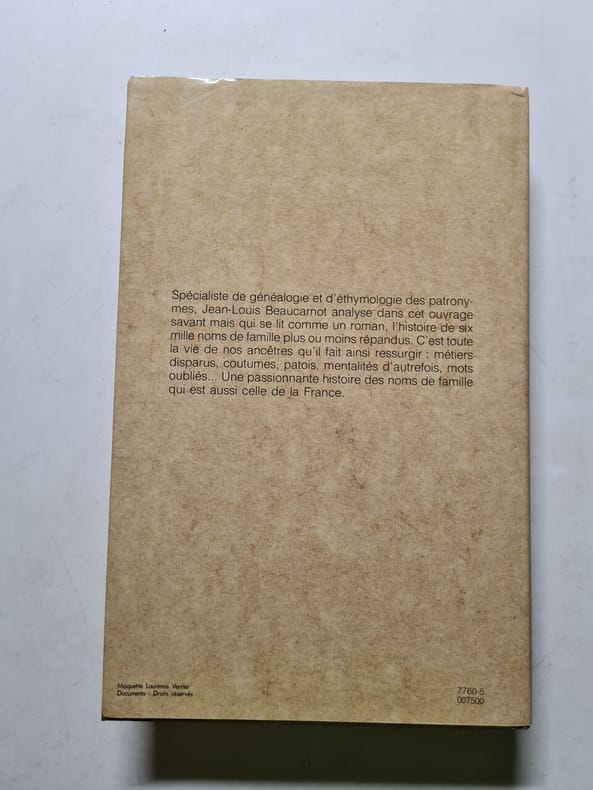 Spécialiste de généalogie et d'éthymologie des patrony-
mes, Jean-Louis Beaucarnot analyse dans cet ouvrage
savant mais qui se lit comme un roman, l'histoire de six
mille noms de famille plus ou moins répandus. C'est toute
la vie de nos ancêtres qu'il fait ainsi ressurgir : métiers
disparus, coutumes, patois, mentalités d'autrefois, mots
oubliés... Une passionnante histoire des noms de famille
qui est aussi celle de la France.
Maquette Laurence Verrier
Documents : Droits réservés
7760-5
007500